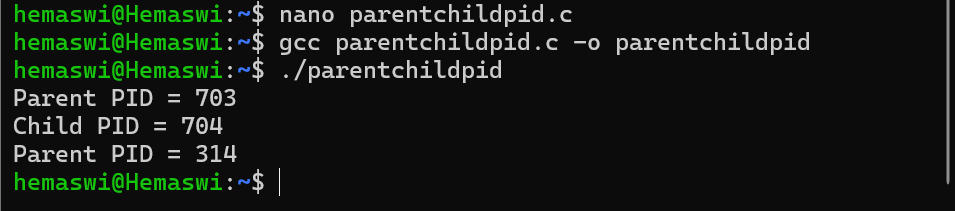 hemaswi@Hemaswi:~$ nano parentchildpid.c
hemaswi@Hemaswi:~$ gcc parentchildpid.c -o parentchildpid
hemaswi@Hemaswi:~$ ./parentchildpid
Parent PID = 703
Child PID = 704
Parent PID = 314
hemaswi@Hemaswi:~$